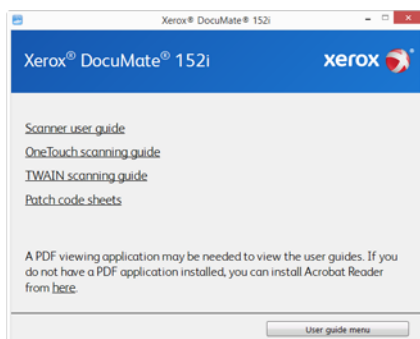 Xerox® DocuMate® 152i
Xerox® DocuMate® 152i
xerox
Scanner user guide
OneTouch scanning guide
TWAIN scanning guide
Patch code sheets
A PDF viewing application may be needed to view the user guides. If you
do not have a PDF application installed, you can install Acrobat Reader
from here.
User guide menu